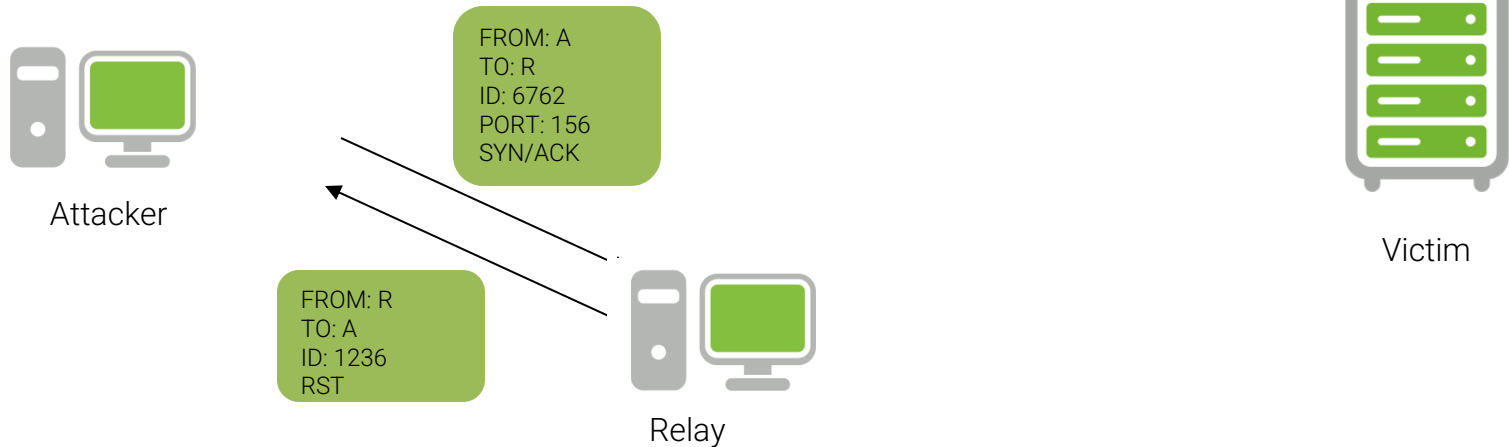 FROM: A
TO: R
ID: 6762
PORT: 156
SYN/ACK
Attacker
Victim
FROM: R
TO: A
ID: 1236
RST
Relay